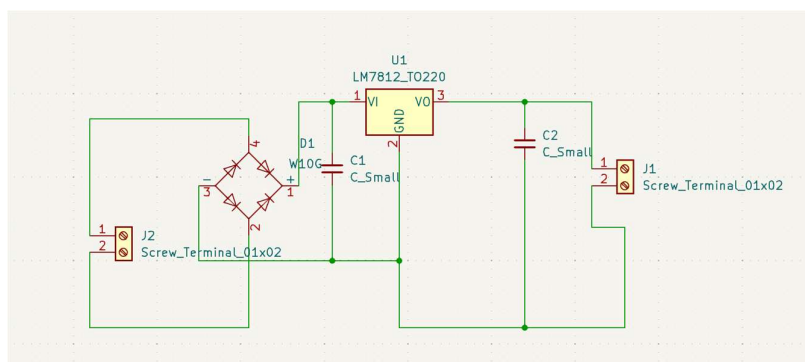 U1
LM7812_TO220
1
VI
VO
3
GND
2
4
D1
W10G
C1
C_Small
C2
C_Small
−
+
3
1
2
J1
1
2
Screw_Terminal_01x02
J2
1
2
Screw_Terminal_01x02